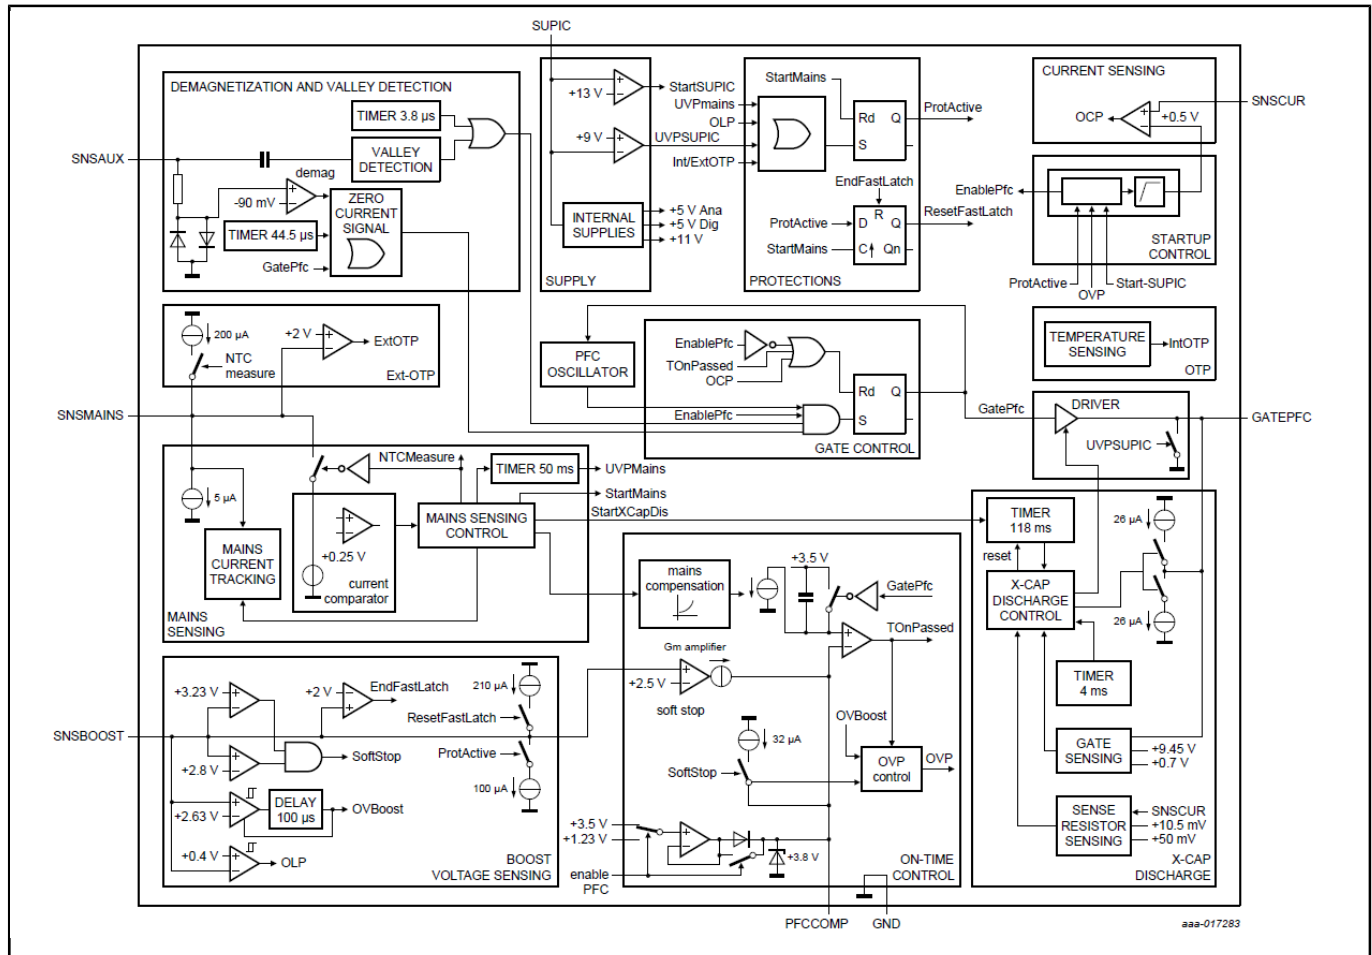 SUPIC
DEMAGNETIZATION AND VALLEY DETECTION
TIMER 3.8 µs
VALLEY
DETECTION
SNSAUX
demag
-90 mV
ZERO
CURRENT
SIGNAL
TIMER 44.5 µs
GatePfc
+13 V
StartSUPIC
+9 V
UVPSUPIC
INTERNAL
SUPPLIES
+5 V Ana
+5 V Dig
+11 V
SUPPLY
StartMains
UVPmains
OLP
Int/ExtOTP
Rd
Q
S
ProtActive
EndFastLatch
ProtActive
StartMains
R
D
Q
C
Qn
ResetFastLatch
PROTECTIONS
CURRENT SENSING
OCP
+0.5 V
SNSCUR
EnablePfc
STARTUP
CONTROL
ProtActive
OVP
Start-SUPIC
200 µA
NTC
measure
+2 V
ExtOTP
Ext-OTP
PFC
OSCILLATOR
EnablePfc
TOnPassed
OCP
EnablePfc
Rd
Q
S
GATE CONTROL
TEMPERATURE
SENSING
IntOTP
OTP
SNSMAINS
GatePfc
DRIVER
UVPSUPIC
GATEPFC
NTCMeasure
TIMER 50 ms
UVPMains
StartMains
StartXCapDis
5 µA
MAINS
CURRENT
TRACKING
+0.25 V
current
comparator
MAINS SENSING
CONTROL
MAINS
SENSING
TIMER
118 ms
reset
X-CAP
DISCHARGE
CONTROL
26 µA
26 µA
TIMER
4 ms
GATE
SENSING
+9.45 V
+0.7 V
SENSE
RESISTOR
SENSING
SNSCUR
+10.5 mV
+50 mV
X-CAP
DISCHARGE
mains
compensation
+3.5 V
GatePfc
TOnPassed
Gm amplifier
+2.5 V
soft stop
32 µA
SoftStop
OVBoost
OVP
control
OVP
+3.5 V
+1.23 V
+3.8 V
enable
PFC
ON-TIME
CONTROL
SNSBOOST
+3.23 V
+2 V
EndFastLatch
210 µA
ResetFastLatch
+2.8 V
SoftStop
ProtActive
100 µA
+2.63 V
DELAY
100 µs
OVBoost
+0.4 V
OLP
BOOST
VOLTAGE SENSING
PFCCOMP
GND
aaa-017283